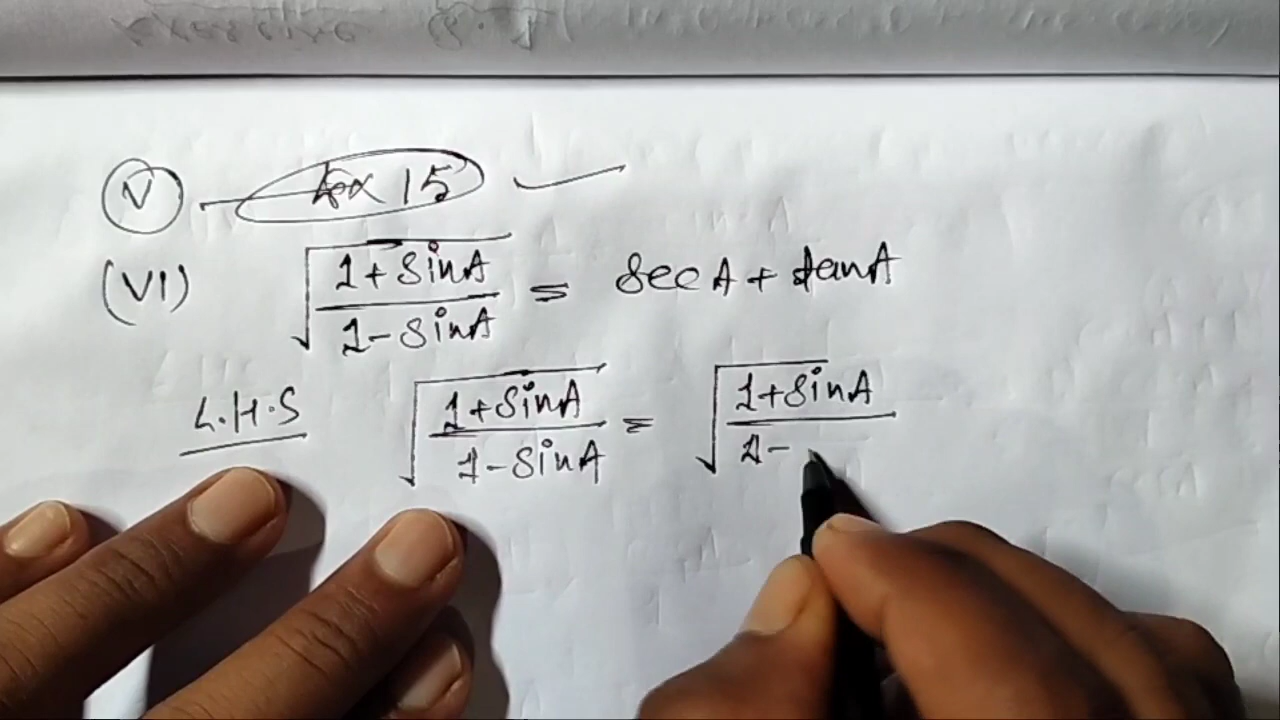 V Ex 15
(VI) √(1+SinA / 1-SinA) = SecA + tanA
L.H.S √(1+SinA / 1-SinA) = √(1+SinA / 1-